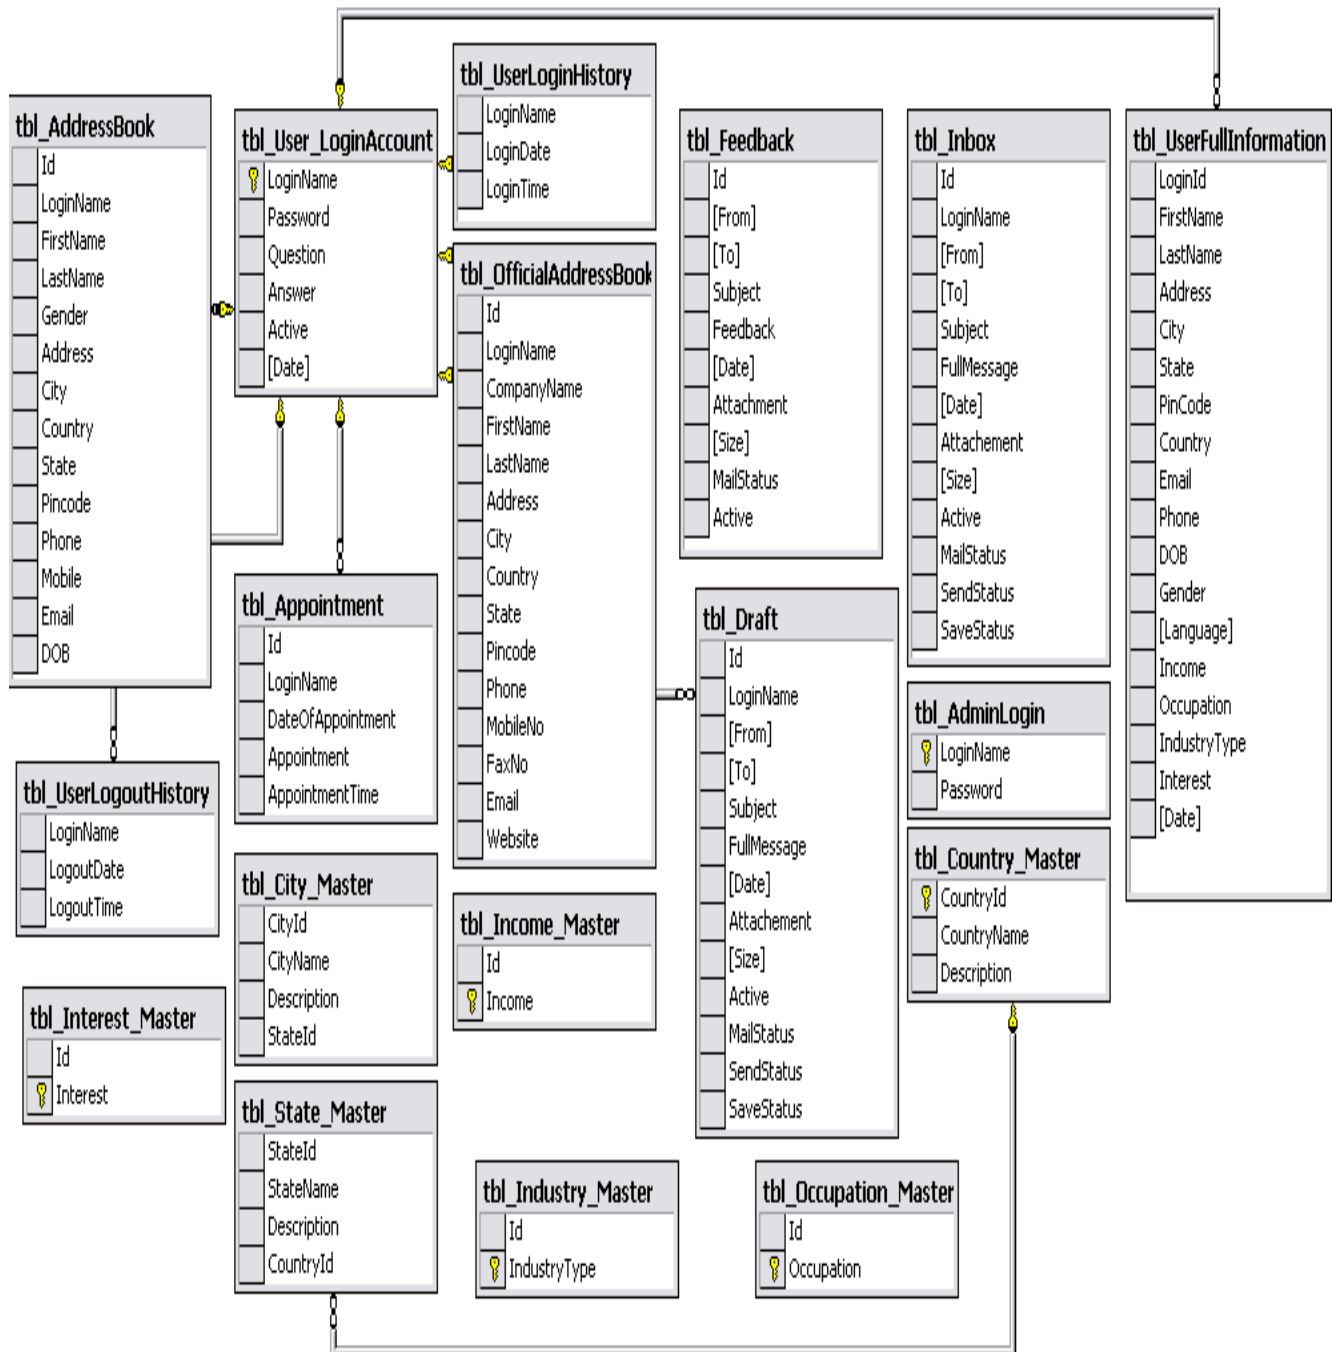 tbl_AddressBook
Id
LoginName
FirstName
LastName
Gender
Address
City
Country
State
Pincode
Phone
Mobile
Email
DOB
tbl_User_LoginAccount
LoginName
Password
Question
Answer
Active
[Date]
tbl_UserLoginHistory
LoginName
LoginDate
LoginTime
tbl_OfficialAddressBook
Id
LoginName
CompanyName
FirstName
LastName
Address
City
Country
State
Pincode
Phone
MobileNo
FaxNo
Email
Website
tbl_Feedback
Id
[From]
[To]
Subject
Feedback
[Date]
Attachment
[Size]
MailStatus
Active
tbl_Inbox
Id
LoginName
[From]
[To]
Subject
FullMessage
[Date]
Attachement
[Size]
Active
MailStatus
SendStatus
SaveStatus
tbl_UserFullInformation
LoginId
FirstName
LastName
Address
City
State
PinCode
Country
Email
Phone
DOB
Gender
[Language]
Income
Occupation
IndustryType
Interest
[Date]
tbl_Appointment
Id
LoginName
DateOfAppointment
Appointment
AppointmentTime
tbl_Draft
Id
LoginName
[From]
[To]
Subject
FullMessage
[Date]
Attachement
[Size]
Active
MailStatus
SendStatus
SaveStatus
tbl_AdminLogin
LoginName
Password
tbl_UserLogoutHistory
LoginName
LogoutDate
LogoutTime
tbl_City_Master
CityId
CityName
Description
StateId
tbl_Income_Master
Id
Income
tbl_Country_Master
CountryId
CountryName
Description
tbl_Interest_Master
Id
Interest
tbl_State_Master
StateId
StateName
Description
CountryId
tbl_Industry_Master
Id
IndustryType
tbl_Occupation_Master
Id
Occupation